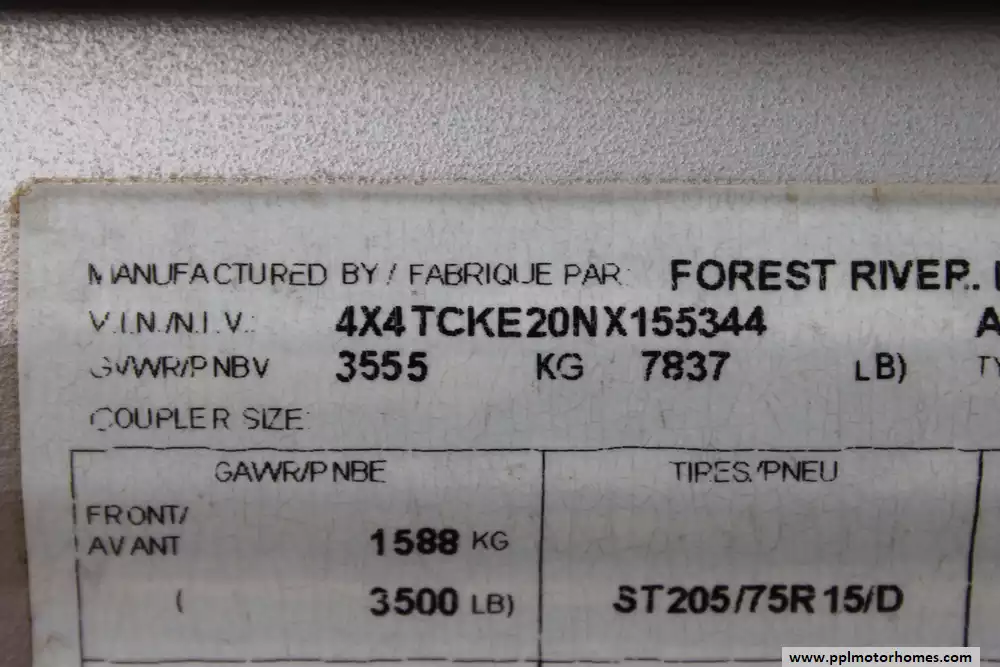 MANUFACTURED BY / FABRIQUE PAR: FOREST RIVER..
V.I.N./N.I.V.: 4X4TCKE20NX155344 A
GVWR/PNBV 3555 KG 7837 LB) TY
COUPLER SIZE:
GAWR/PNBE TIRES/PNEU
FRONT/
AVANT 1588 KG
( 3500 LB) ST205/75R15/D
www.pplmotorhomes.com